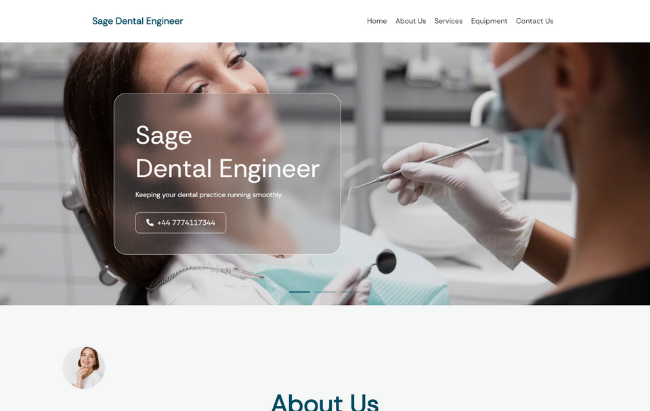 Sage Dental Engineer
Home About Us Services Equipment Contact Us
Sage
Dental Engineer
Keeping your dental practice running smoothly.
+44 7774117344
About Us